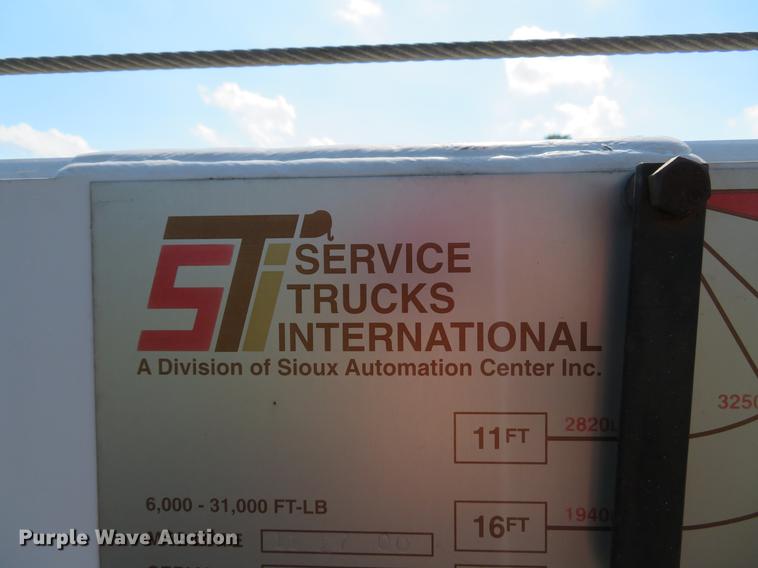 STi
SERVICE
TRUCKS
INTERNATIONAL
A Division of Sioux Automation Center Inc.
3250
11FT 2820
6,000 - 31,000 FT-LB
16FT 1940
Purple Wave Auction